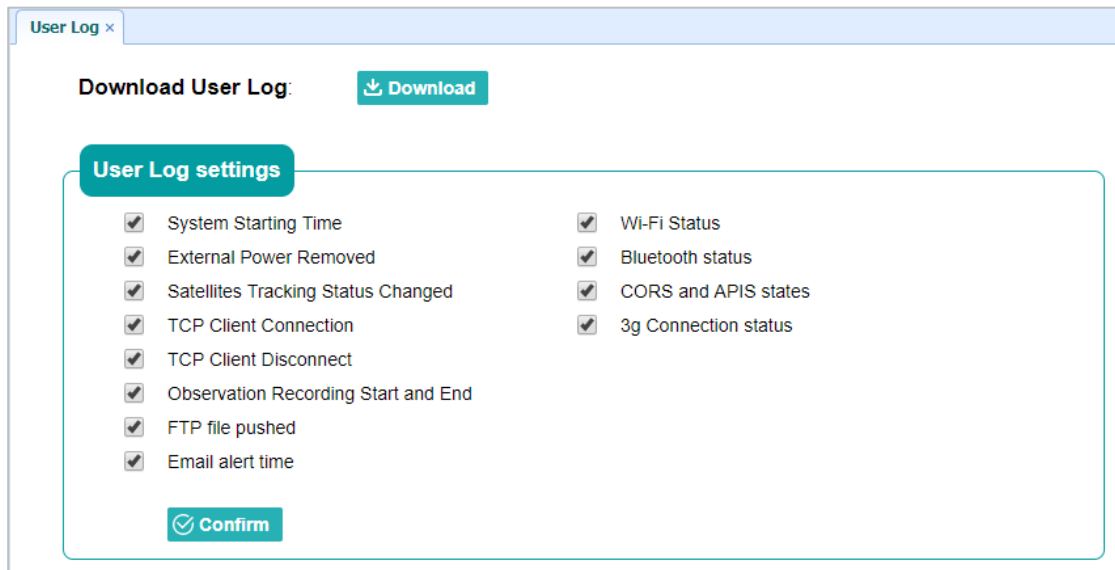 User Log ×
Download User Log:
Download
User Log settings
System Starting Time
External Power Removed
Satellites Tracking Status Changed
TCP Client Connection
TCP Client Disconnect
Observation Recording Start and End
FTP file pushed
Email alert time
Wi-Fi Status
Bluetooth status
CORS and APIS states
3g Connection status
Confirm